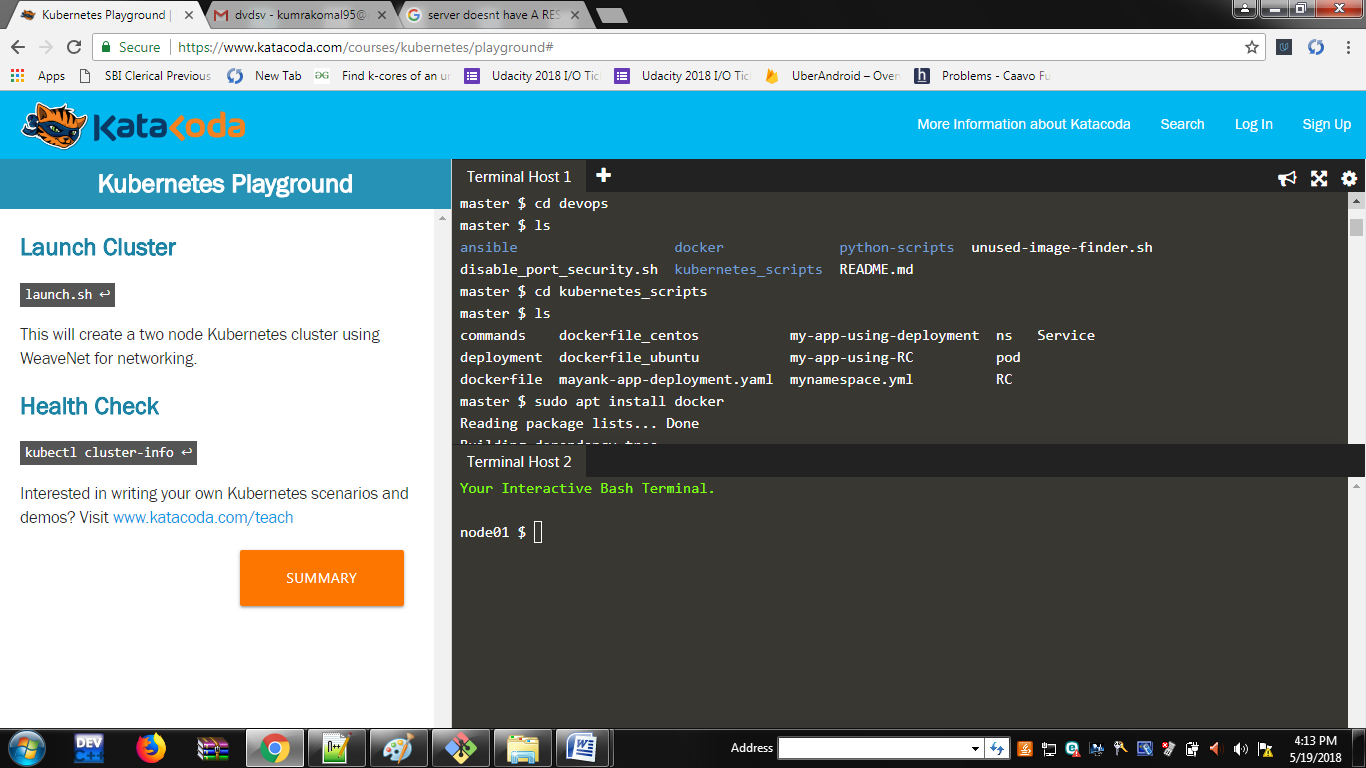 Kubernetes Playground |
dvdsv - kumrakomal95@
server doesnt have A RES
Secure
https://www.katacoda.com/courses/kubernetes/playground#
Apps
SBI Clerical Previous
New Tab
Find k-cores of an
Udacity 2018 I/O
Udacity 2018 I/O
UberAndroid – Over
Problems - Caavo
KataKoda
More Information about Katacoda
Search
Log In
Sign Up
Kubernetes Playground
Launch Cluster
launch.sh ↩
This will create a two node Kubernetes cluster using
WeaveNet for networking.
Health Check
kubectl cluster-info ↩
Interested in writing your own Kubernetes scenarios and
demos? Visit www.katacoda.com/teach
SUMMARY
Terminal Host 1
master $ cd devops
master $ ls
ansible docker python-scripts unused-image-finder.sh
disable_port_security.sh kubernetes_scripts README.md
master $ cd kubernetes_scripts
master $ ls
commands dockerfile_centos my-app-using-deployment ns Service
deployment dockerfile_ubuntu my-app-using-RC pod
dockerfile mayank-app-deployment.yaml mynamespace.yml RC
master $ sudo apt install docker
Reading package lists... Done
Building dependency tree
Terminal Host 2
Your Interactive Bash Terminal.
node01 $
DEV
C++
Address
4:13 PM
5/19/2018